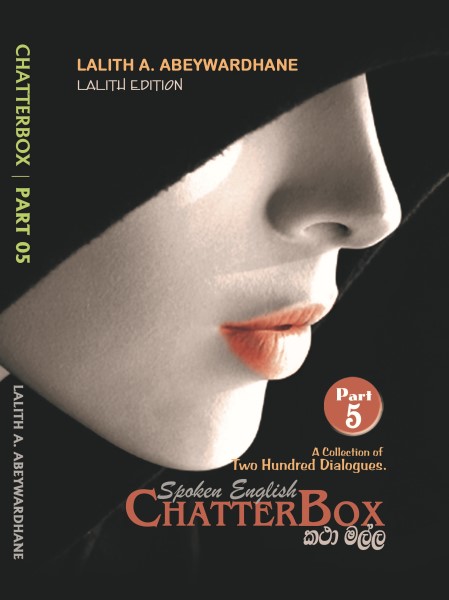 CHATTERBOX | PART 05
LALITH A. ABEYWARDHANE
LALITH A. ABEYWARDHANE
LALITH EDITION
Part
5
A Collection of
Two Hundred Dialogues.
Spoken English
CHATTERBOX
කථා මල්ල